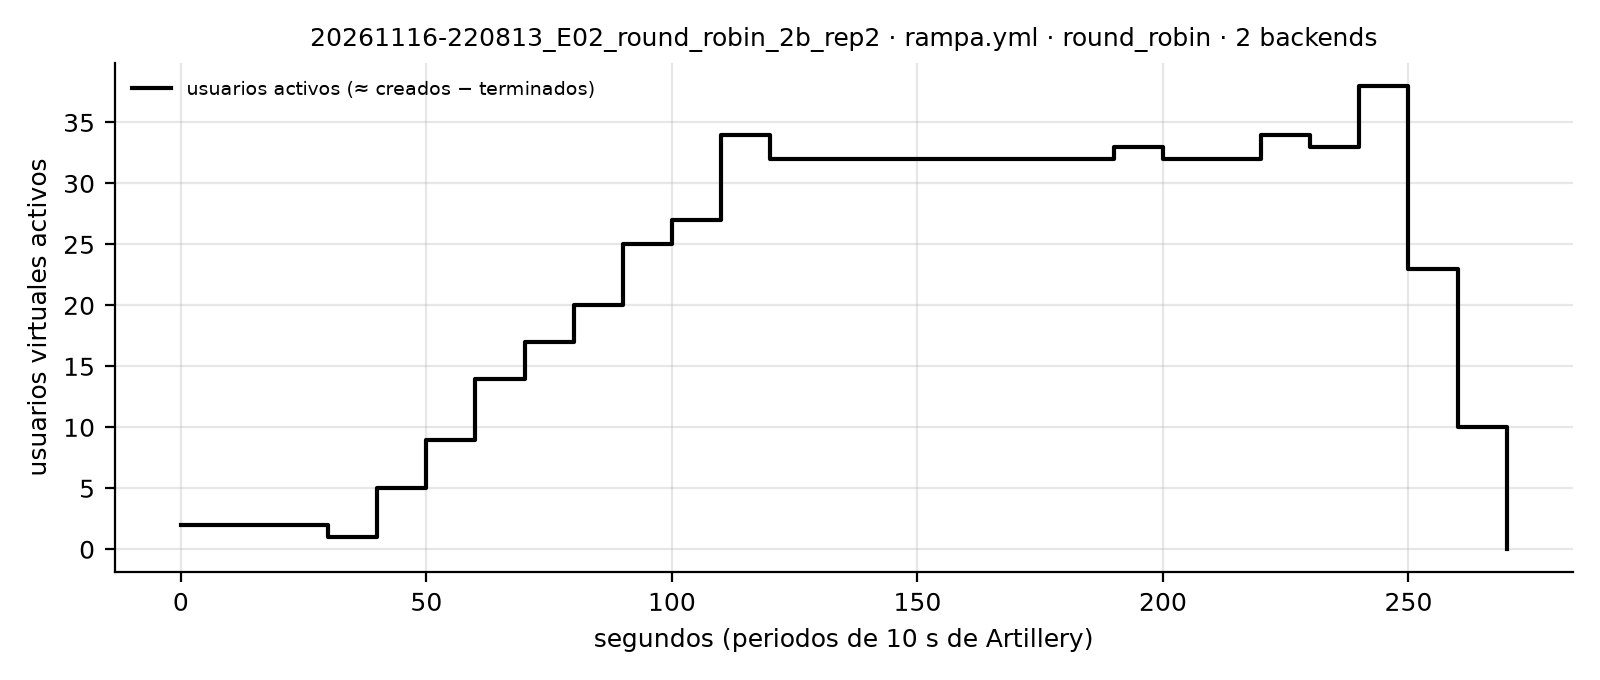 20261116-220813_E02_round_robin_2b_rep2 · rampa.yml · round_robin · 2 backends
usuarios activos (≈ creados − terminados)
usuarios virtuales activos
35
30
25
20
15
10
5
0
0 50 100 150 200 250
segundos (periodos de 10 s de Artillery)